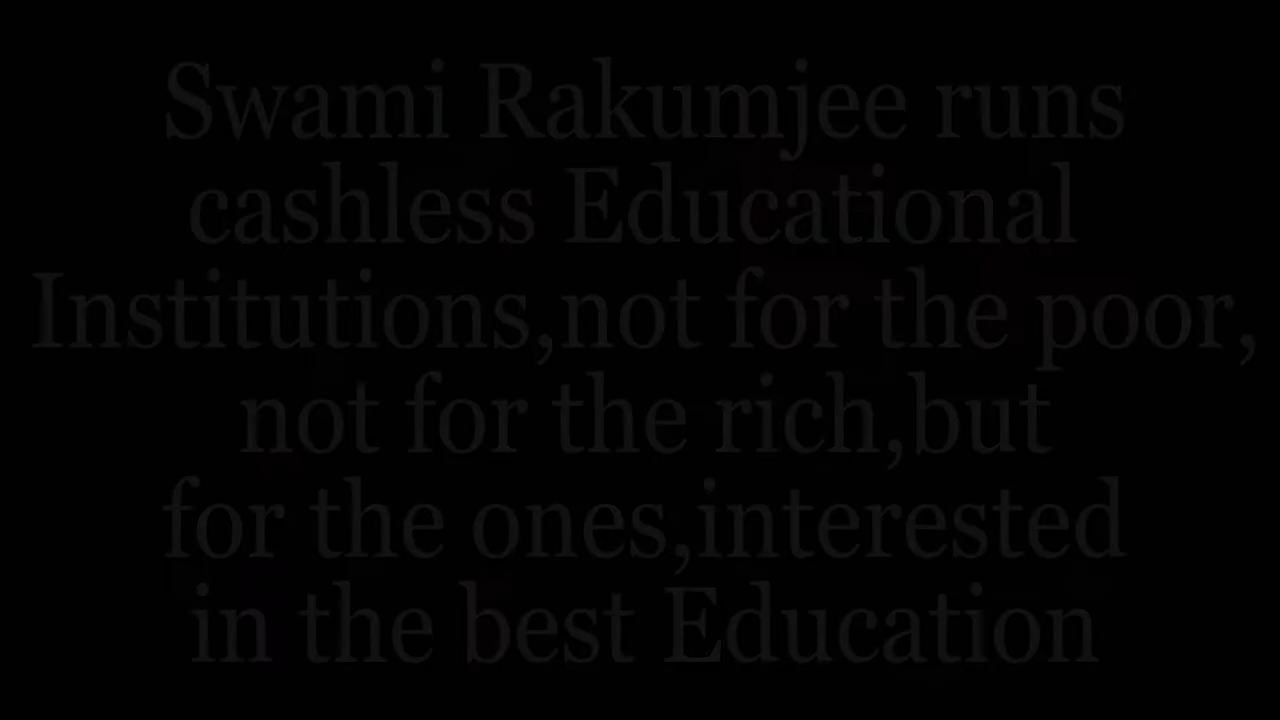 Swami Rakumjee runs
cashless Educational
Institutions,not for the poor,
not for the rich,but
for the ones,interested
in the best Education